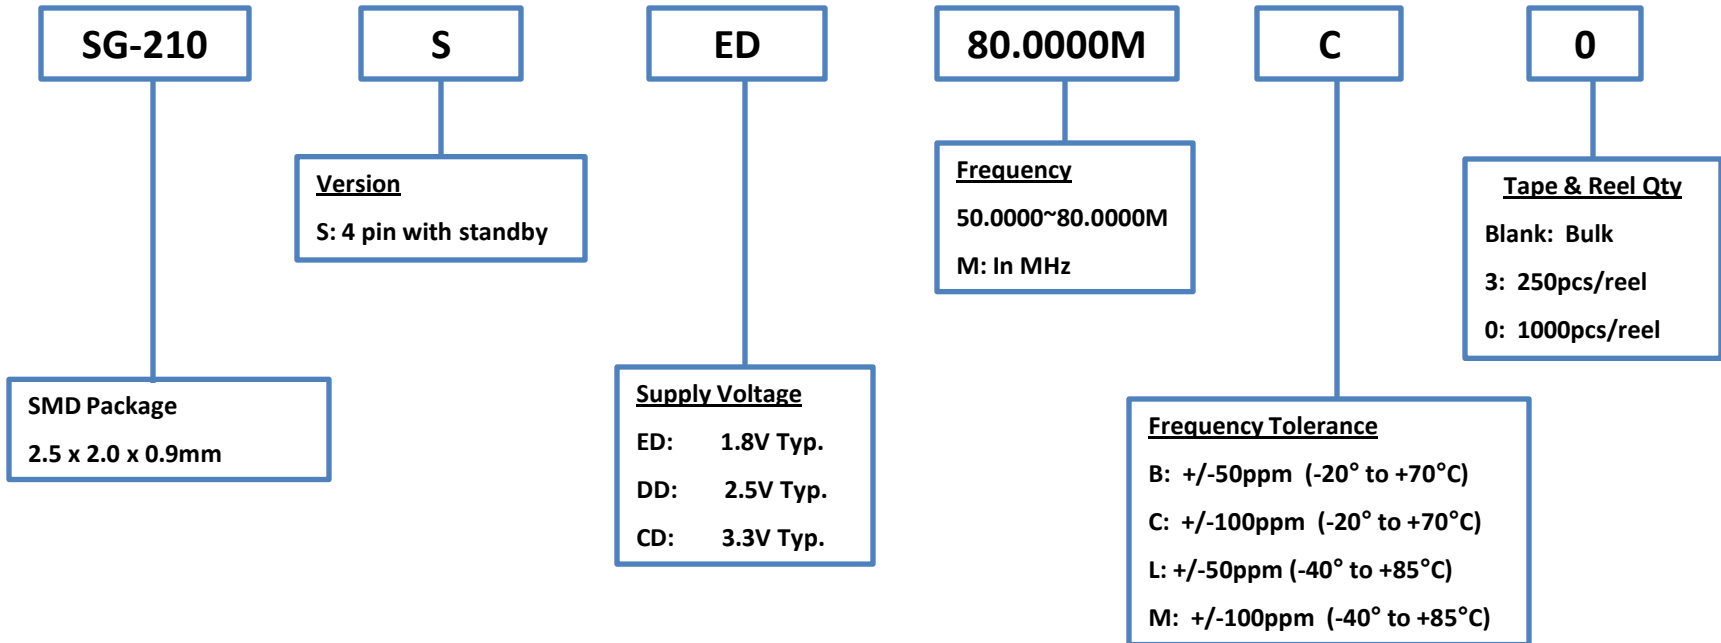 SG-210
S
ED
80.0000M
C
0
Version
S: 4 pin with standby
Frequency
50.0000~80.0000M
M: In MHz
Tape & Reel Qty
Blank: Bulk
3: 250pcs/reel
0: 1000pcs/reel
SMD Package
2.5 x 2.0 x 0.9mm
Supply Voltage
ED: 1.8V Typ.
DD: 2.5V Typ.
CD: 3.3V Typ.
Frequency Tolerance
B: +/-50ppm (-20° to +70°C)
C: +/-100ppm (-20° to +70°C)
L: +/-50ppm (-40° to +85°C)
M: +/-100ppm (-40° to +85°C)